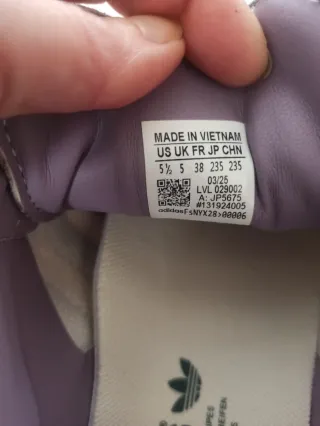 MADE IN VIETNAM
US UK FR JP CHN
5½ 5 38 235 235
03/25
LVL 029002
A: JP5675
#131924005
adidas FsNYX28>00006